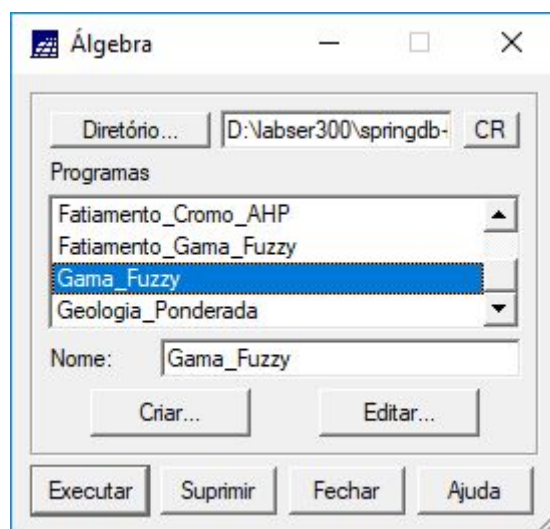 Álgebra
Diretório... D:\labser300\springdb- CR
Programas
Fatiamento_Cromo_AHP
Fatiamento_Gama_Fuzzy
Gama_Fuzzy
Geologia_Ponderada
Nome: Gama_Fuzzy
Criar... Editar...
Executar Suprimir Fechar Ajuda